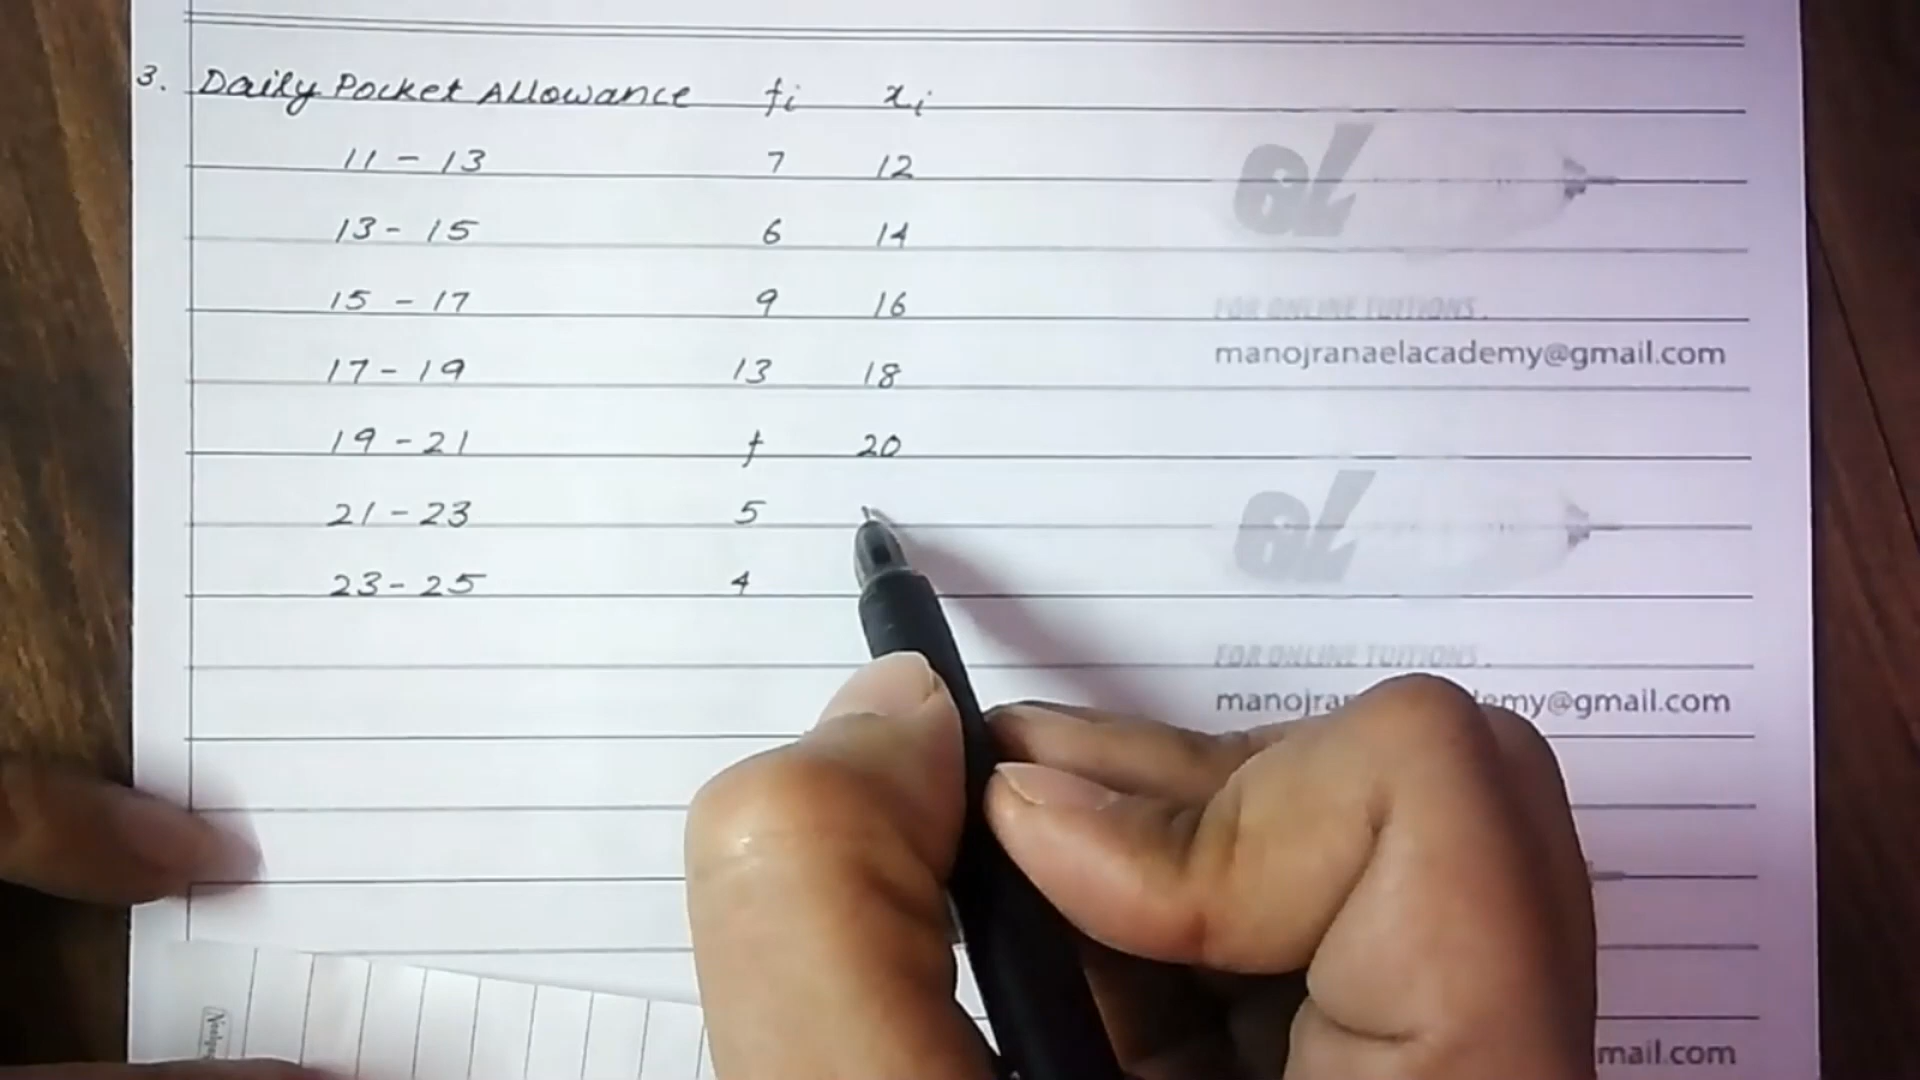 3. Daily Pocket Allowance fi xi
11 - 13 7 12
13 - 15 6 14
15 - 17 9 16
17 - 19 13 18
19 - 21 f 20
21 - 23 5
23 - 25 4
FOR ONLINE TUITIONS.
manojranaelacademy@gmail.com
FOR ONLINE TUITIONS.
manojra emy@gmail.com
mail.com